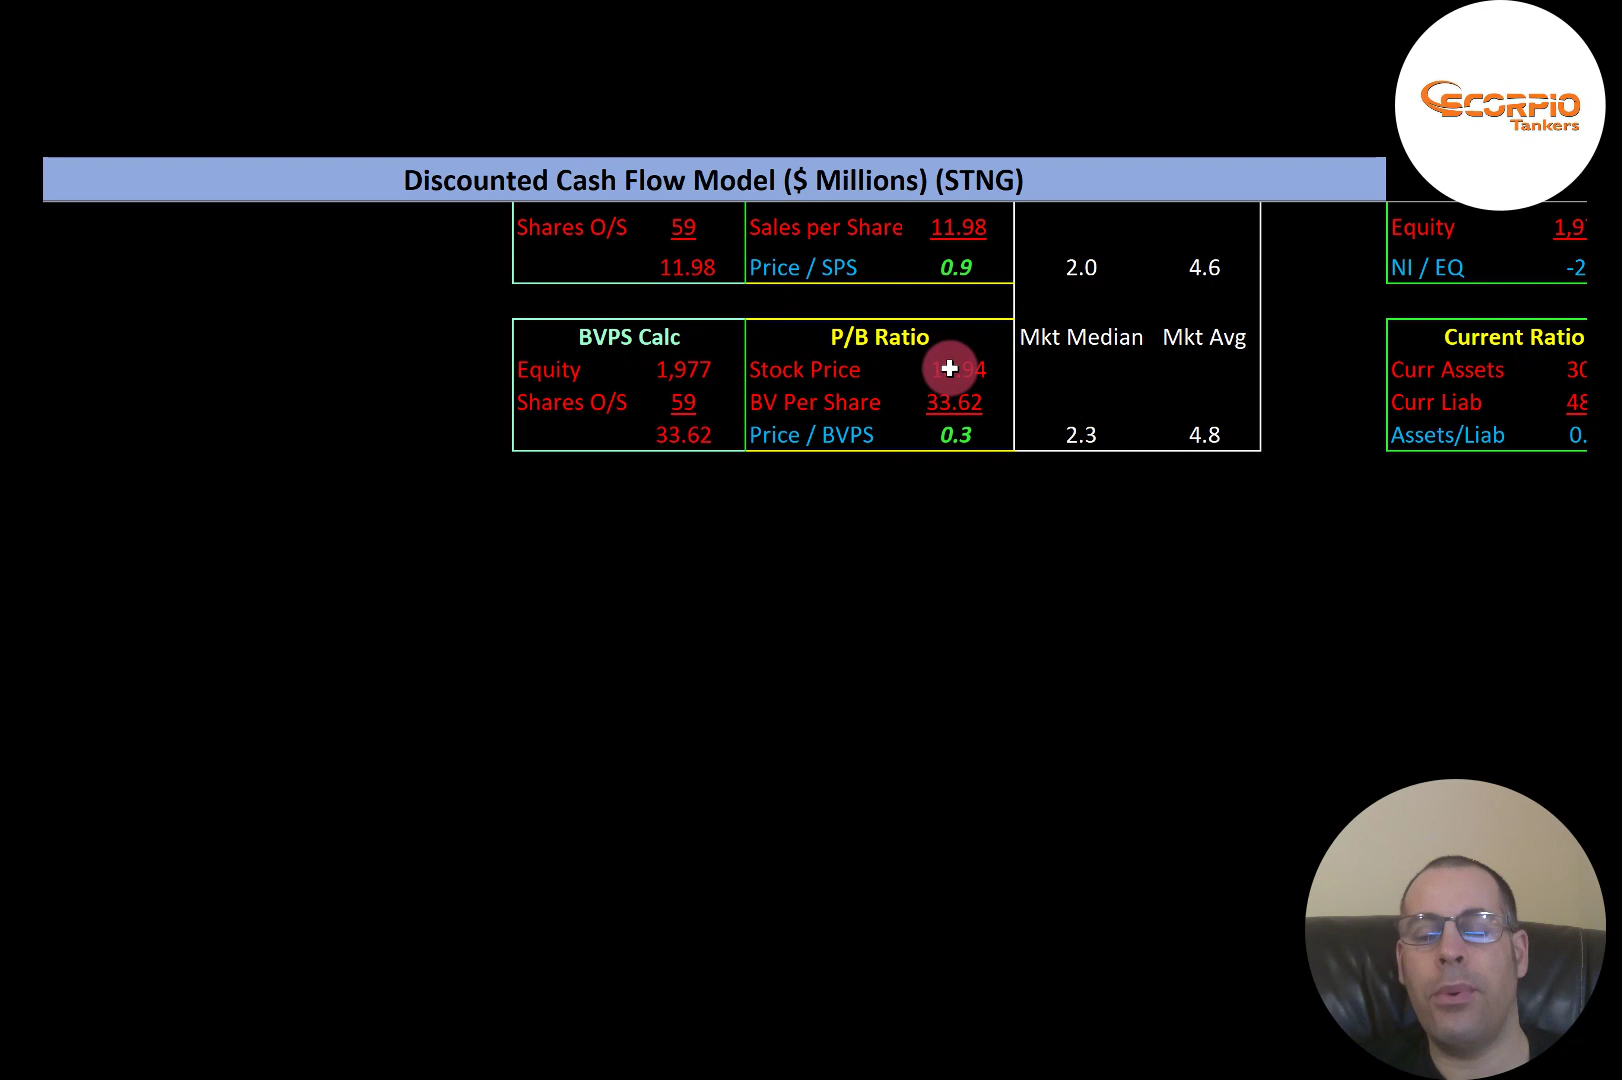 SCORPIO
Tankers
Discounted Cash Flow Model ($ Millions) (STNG)
Shares O/S 59 Sales per Share 11.98 Equity
11.98 Price / SPS 0.9 2.0 4.6 NI / EQ
BVPS Calc P/B Ratio Mkt Median Mkt Avg Current Ratio
Equity 1,977 Stock Price Curr Assets
Shares O/S 59 BV Per Share 33.62 Curr Liab
33.62 Price / BVPS 0.3 2.3 4.8 Assets/Liab